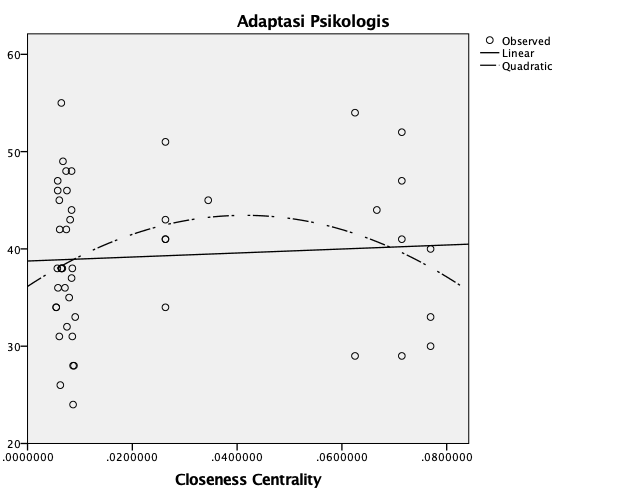 Adaptasi Psikologis
Observed
Linear
Quadratic
60
50
40
30
20
.0000000 .0200000 .0400000 .0600000 .0800000
Closeness Centrality